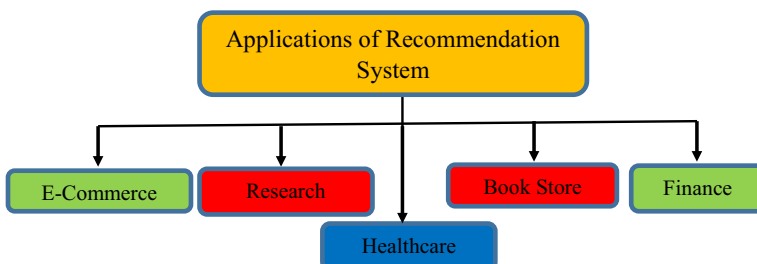 Applications of Recommendation
System
E-Commerce
Research
Book Store
Finance
Healthcare